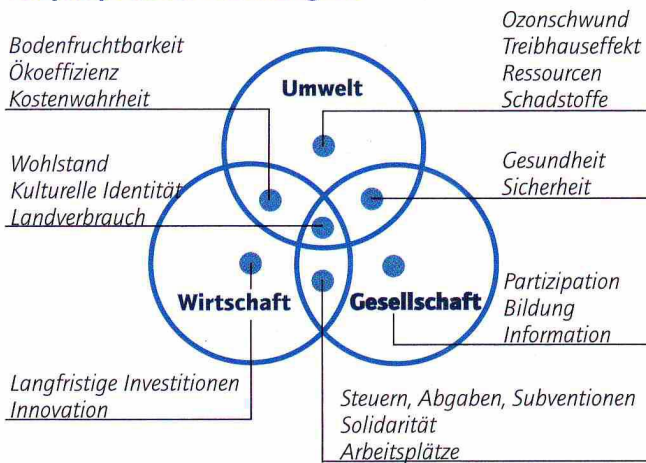 Bodenfruchtbarkeit
Ökoeffizienz
Kostenwahrheit
Ozonschwund
Treibhauseffekt
Ressourcen
Schadstoffe
Umwelt
Wohlstand
Kulturelle Identität
Landverbrauch
Gesundheit
Sicherheit
Wirtschaft
Gesellschaft
Partizipation
Bildung
Information
Langfristige Investitionen
Innovation
Steuern, Abgaben, Subventionen
Solidarität
Arbeitsplätze